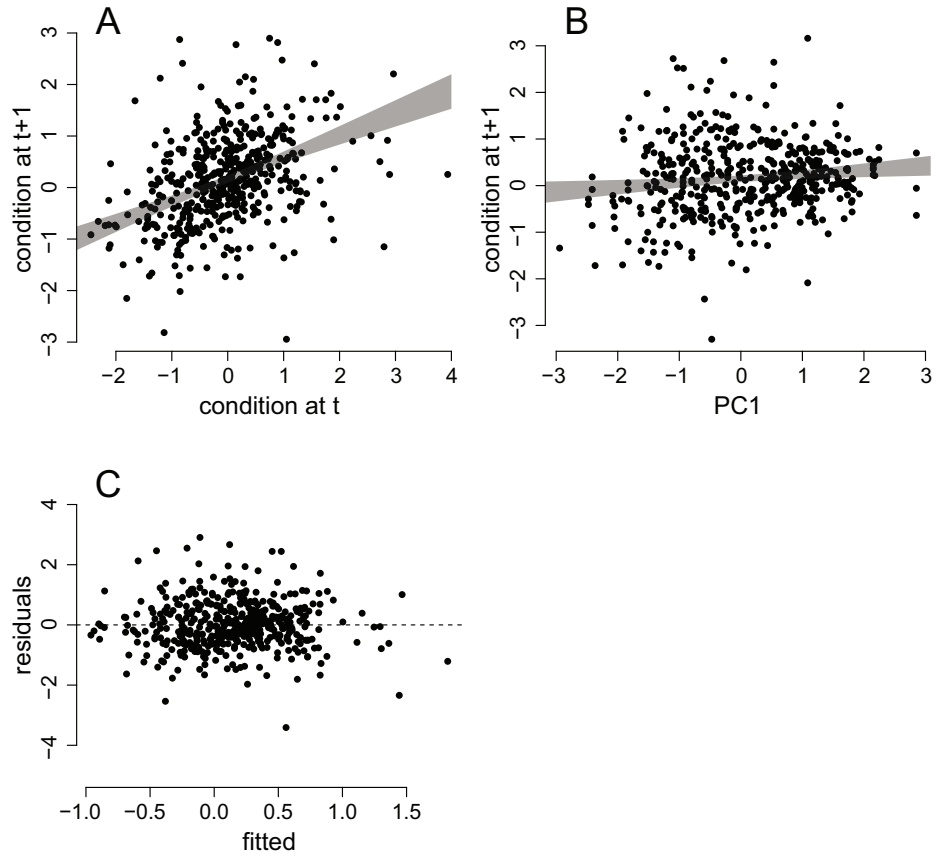 A
B
3
2
1
0
−1
−2
−3
condition at t+1
−2 −1 0 1 2 3 4
condition at t
3
2
1
0
−1
−2
−3
condition at t+1
−3 −2 −1 0 1 2 3
PC1
C
4
2
0
−2
−4
residuals
−1.0 −0.5 0.0 0.5 1.0 1.5
fitted